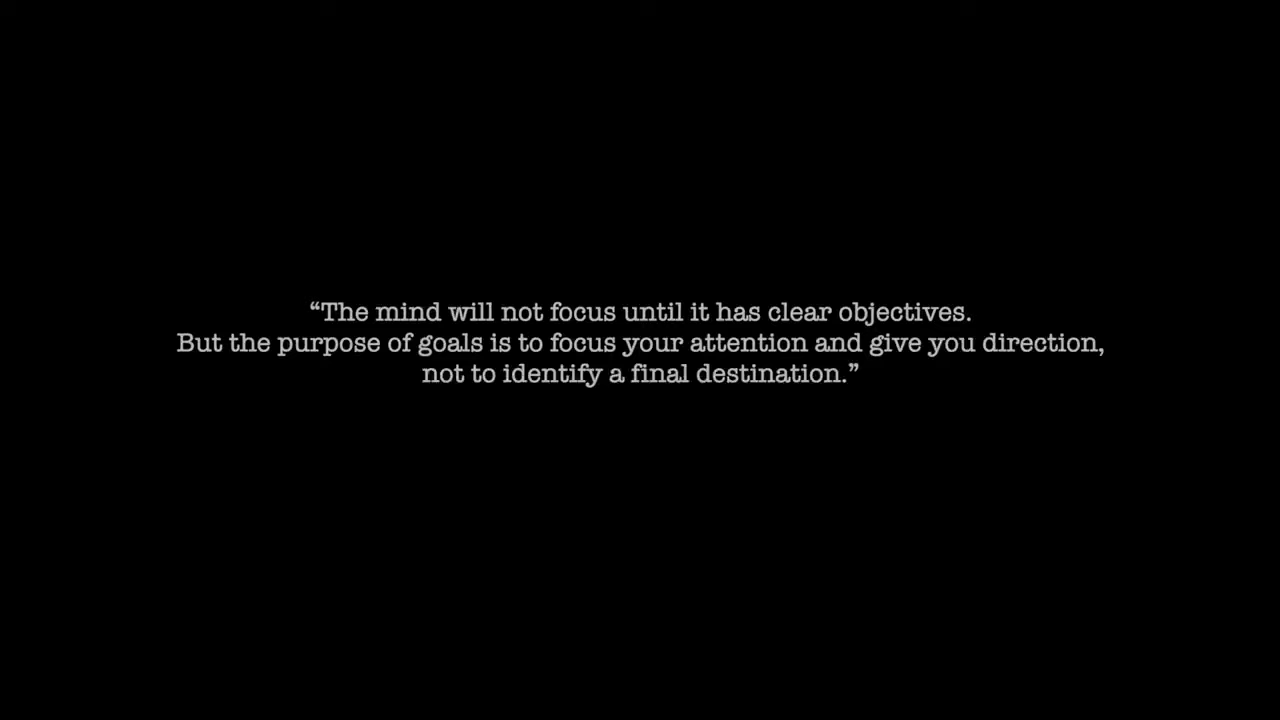 “The mind will not focus until it has clear objectives.
But the purpose of goals is to focus your attention and give you direction,
not to identify a final destination.”